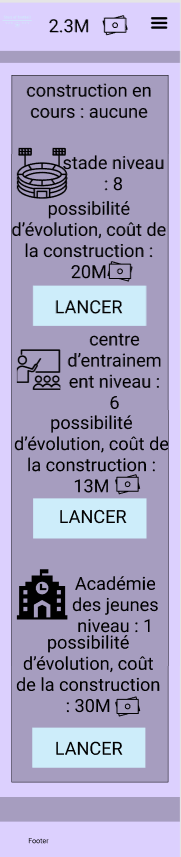 2.3M
construction en
cours : aucune
stade niveau
: 8
possibilité
d'évolution, coût de
la construction :
20M
LANCER
centre
d'entrainem
ent niveau :
6
possibilité
d'évolution, coût de
la construction :
13M
LANCER
Académie
des jeunes
niveau : 1
possibilité
d'évolution, coût
de la construction
: 30M
LANCER
Footer